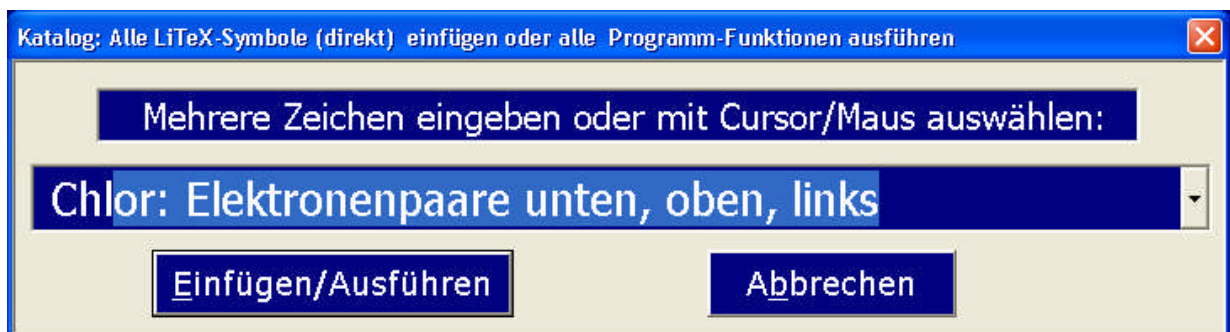 Katalog: Alle LiTeX-Symbole (direkt) einfügen oder alle Programm-Funktionen ausführen
Mehrere Zeichen eingeben oder mit Cursor/Maus auswählen:
Chlor: Elektronenpaare unten, oben, links
Einfügen/Ausführen
Abbrechen